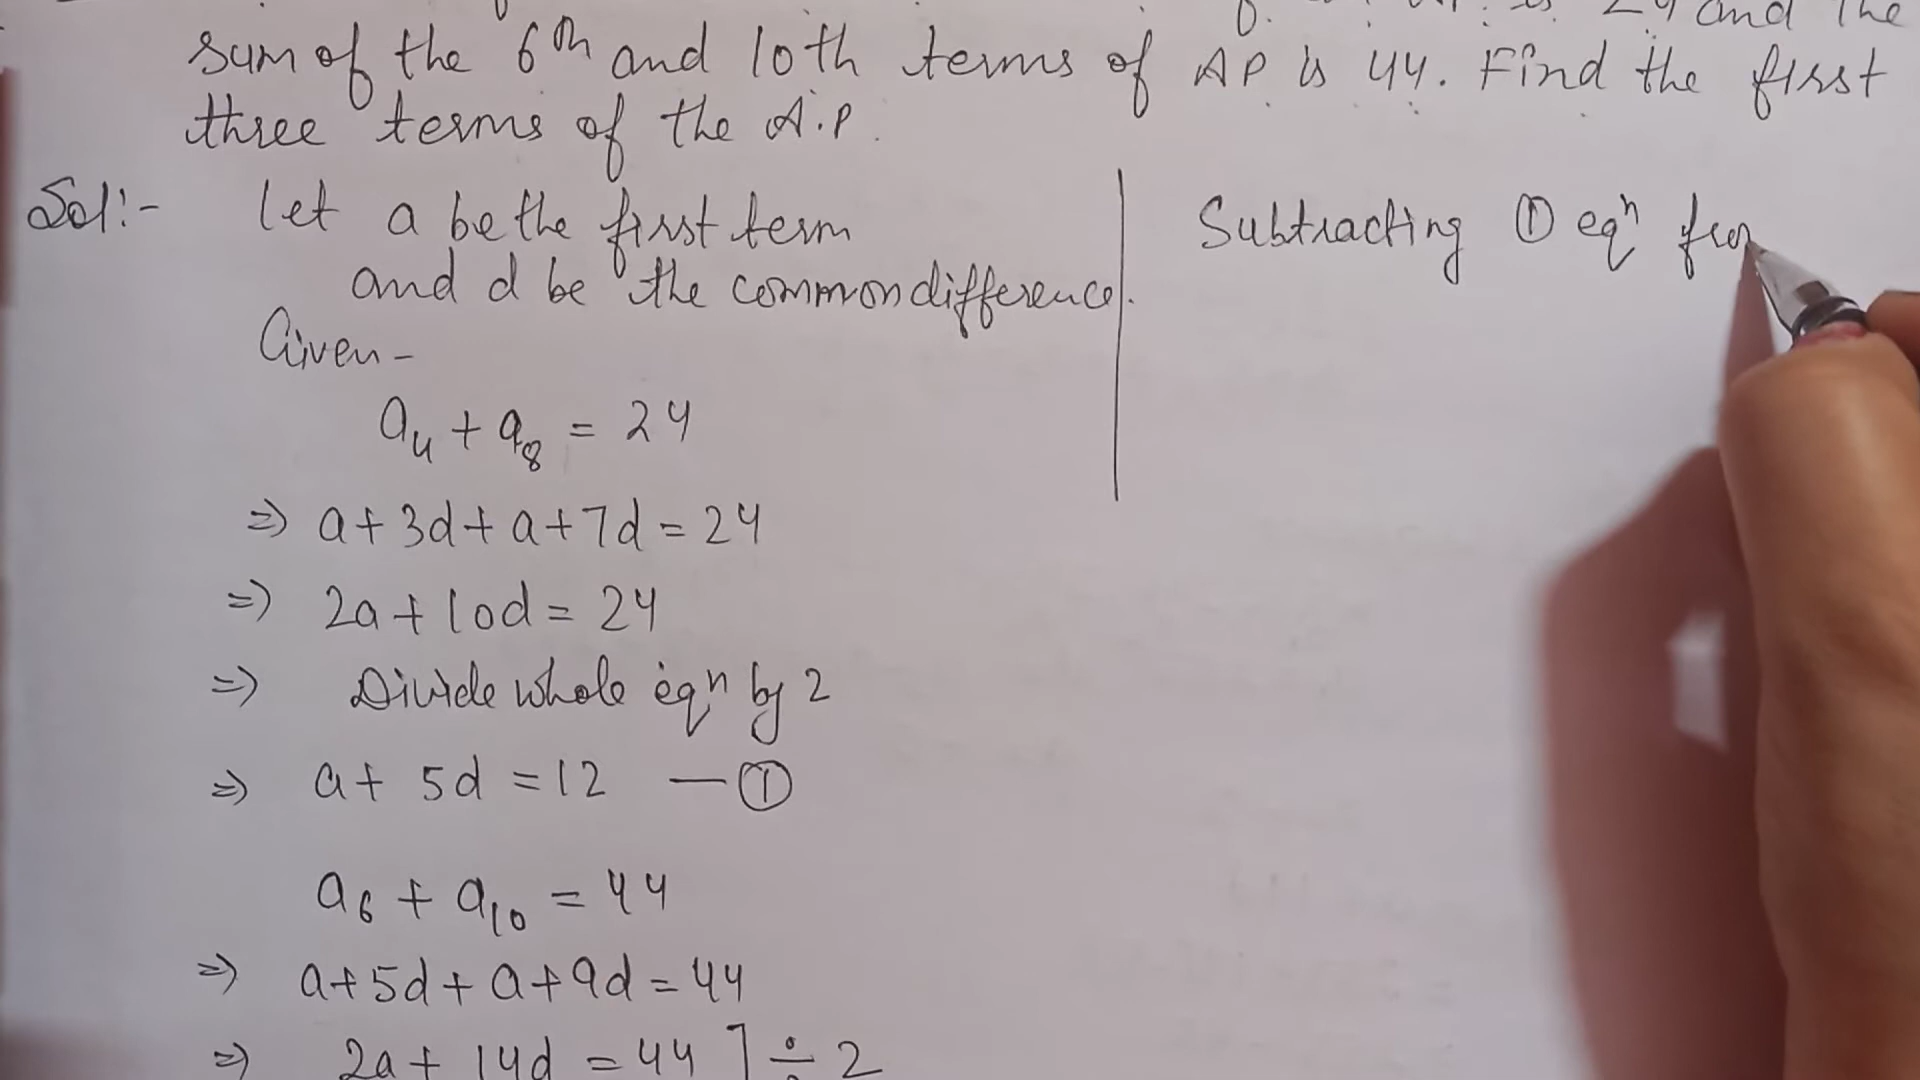 24 and the
sum of the 6th and 10th terms of AP is 44. Find the first
three terms of the A.P.
Sol:- let a be the first term
and d be the common difference.
Given -
a₄ + a₈ = 24
⇒ a + 3d + a + 7d = 24
⇒ 2a + 10d = 24
⇒ Divide whole eqⁿ by 2
⇒ a + 5d = 12 — ①
a₆ + a₁₀ = 44
⇒ a + 5d + a + 9d = 44
⇒ 2a + 14d = 44 ] ÷ 2
Subtracting ① eqⁿ